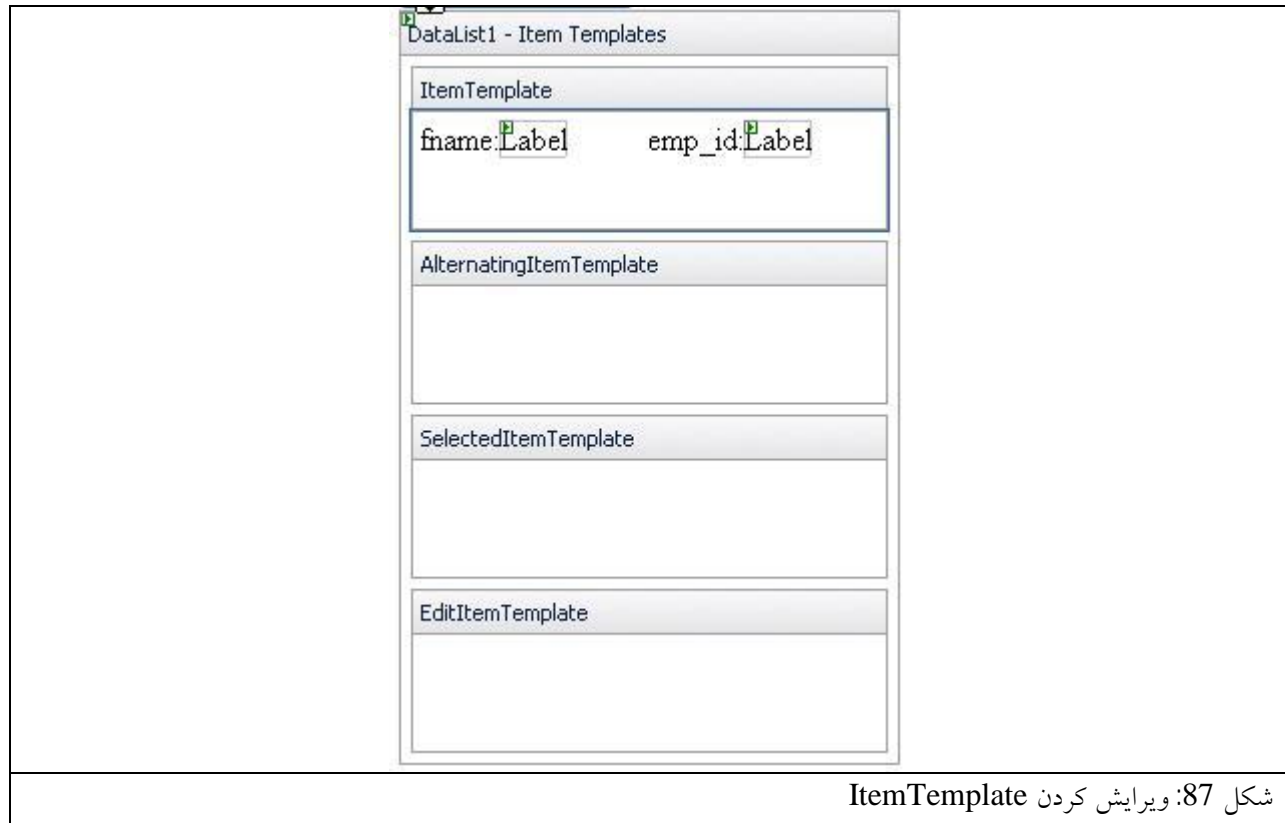 DataList1 - Item Templates
ItemTemplate
fname:Label emp_id:Label
AlternatingItemTemplate
SelectedItemTemplate
EditItemTemplate
شکل 87: ویرایش کردن ItemTemplate